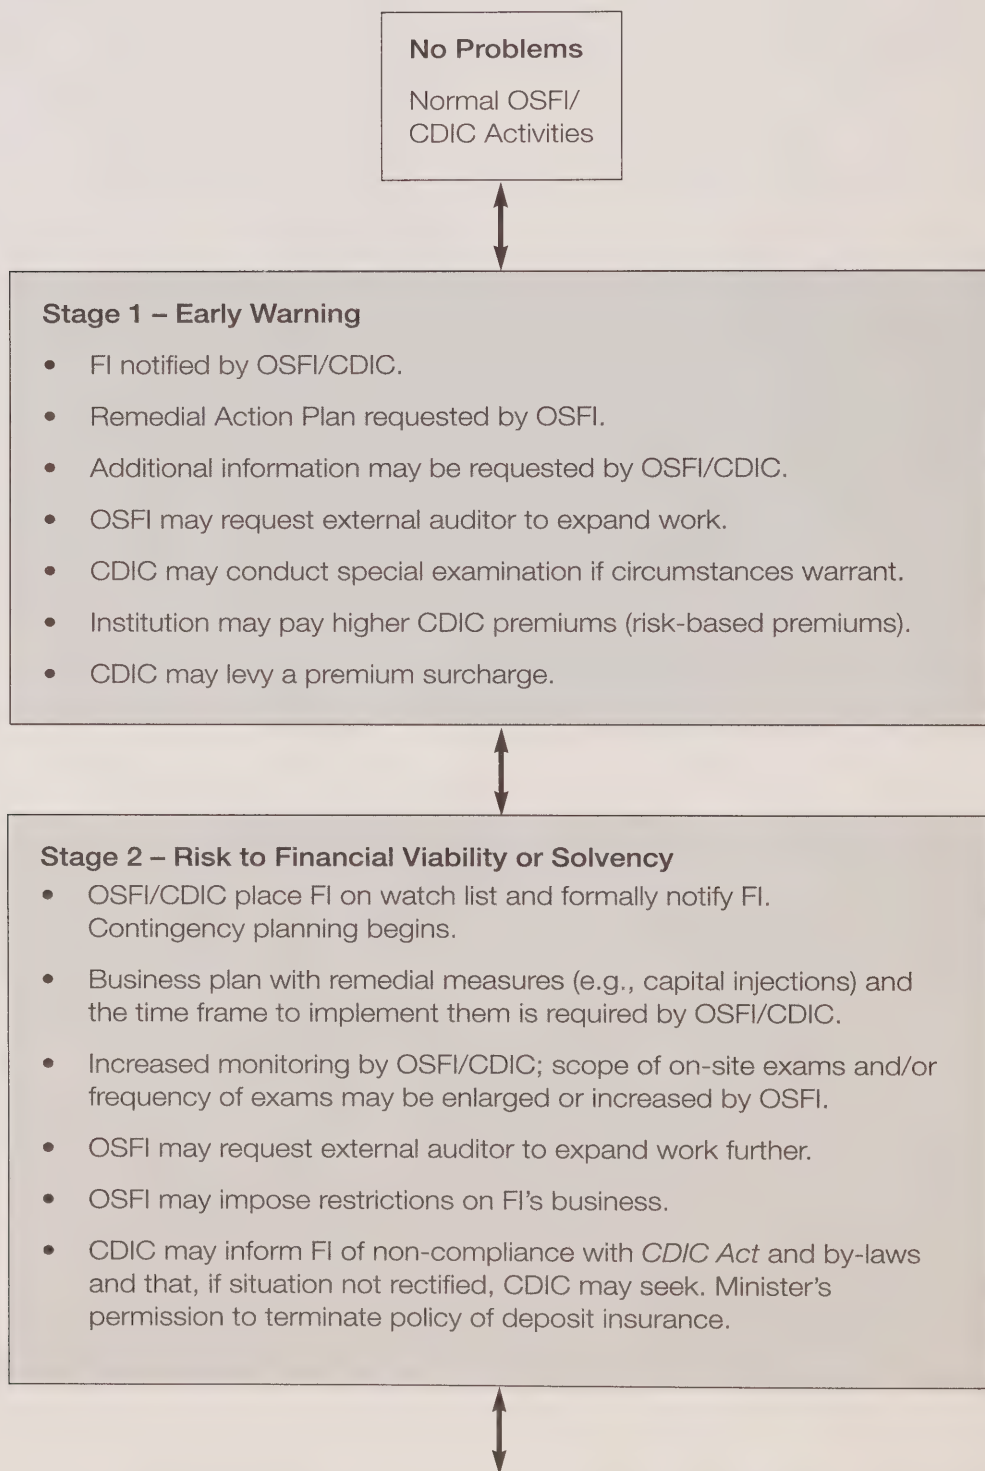 No Problems
Normal OSFI/
CDIC Activities
Stage 1 – Early Warning
• FI notified by OSFI/CDIC.
• Remedial Action Plan requested by OSFI.
• Additional information may be requested by OSFI/CDIC.
• OSFI may request external auditor to expand work.
• CDIC may conduct special examination if circumstances warrant.
• Institution may pay higher CDIC premiums (risk-based premiums).
• CDIC may levy a premium surcharge.
Stage 2 – Risk to Financial Viability or Solvency
• OSFI/CDIC place FI on watch list and formally notify FI.
Contingency planning begins.
• Business plan with remedial measures (e.g., capital injections) and
the time frame to implement them is required by OSFI/CDIC.
• Increased monitoring by OSFI/CDIC; scope of on-site exams and/or
frequency of exams may be enlarged or increased by OSFI.
• OSFI may request external auditor to expand work further.
• OSFI may impose restrictions on FI's business.
• CDIC may inform FI of non-compliance with CDIC Act and by-laws
and that, if situation not rectified, CDIC may seek. Minister's
permission to terminate policy of deposit insurance.